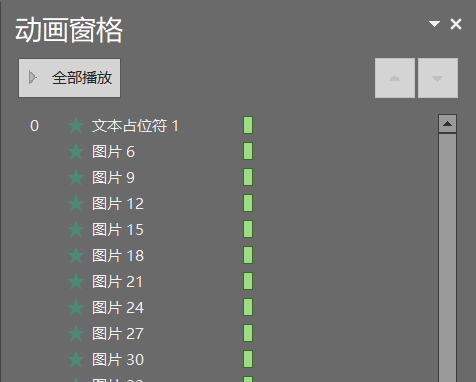 动画窗格
全部播放
0 文本占位符 1
图片 6
图片 9
图片 12
图片 15
图片 18
图片 21
图片 24
图片 27
图片 30